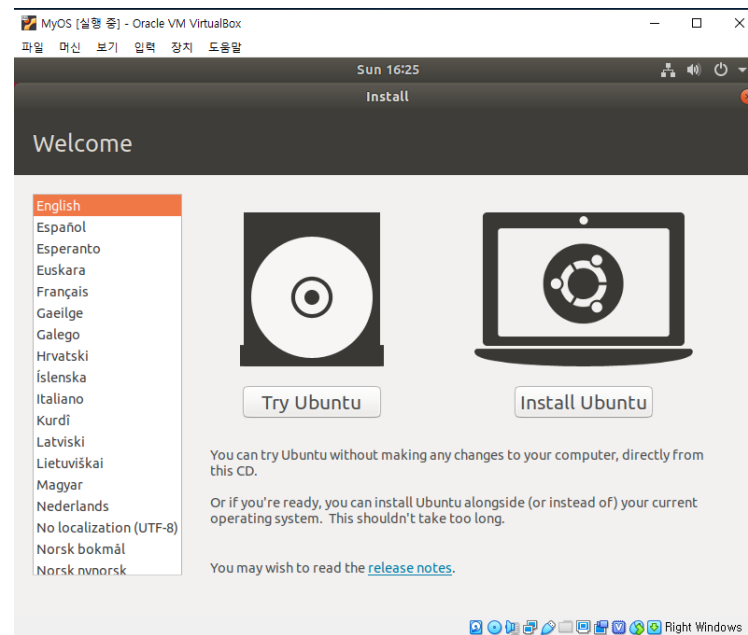 MyOS [실행 중] - Oracle VM VirtualBox
파일 머신 보기 입력 장치 도움말
Sun 16:25
Install
Welcome
English
Español
Esperanto
Euskara
Français
Gaeilge
Galego
Hrvatski
Íslenska
Italiano
Kurdî
Latviski
Lietuviškai
Magyar
Nederlands
No localization (UTF-8)
Norsk bokmål
Norsk nynorsk
Try Ubuntu
Install Ubuntu
You can try Ubuntu without making any changes to your computer, directly from
this CD.
Or if you're ready, you can install Ubuntu alongside (or instead of) your current
operating system. This shouldn't take too long.
You may wish to read the release notes.
Right Windows